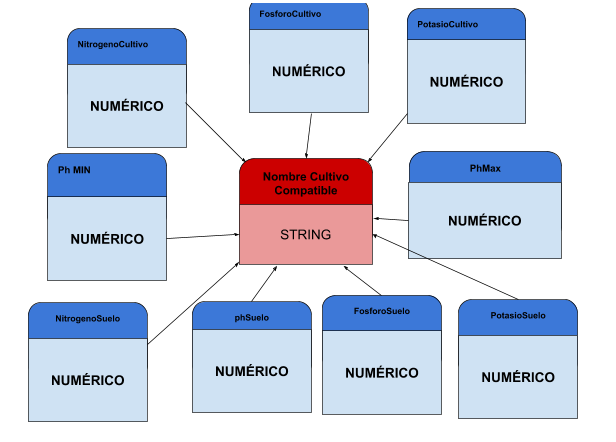 FosforoCultivo
NUMÉRICO
NitrogenoCultivo
NUMÉRICO
PotasioCultivo
NUMÉRICO
Ph MIN
NUMÉRICO
Nombre Cultivo
Compatible
STRING
PhMax
NUMÉRICO
NitrogenoSuelo
NUMÉRICO
phSuelo
NUMÉRICO
FosforoSuelo
NUMÉRICO
PotasioSuelo
NUMÉRICO